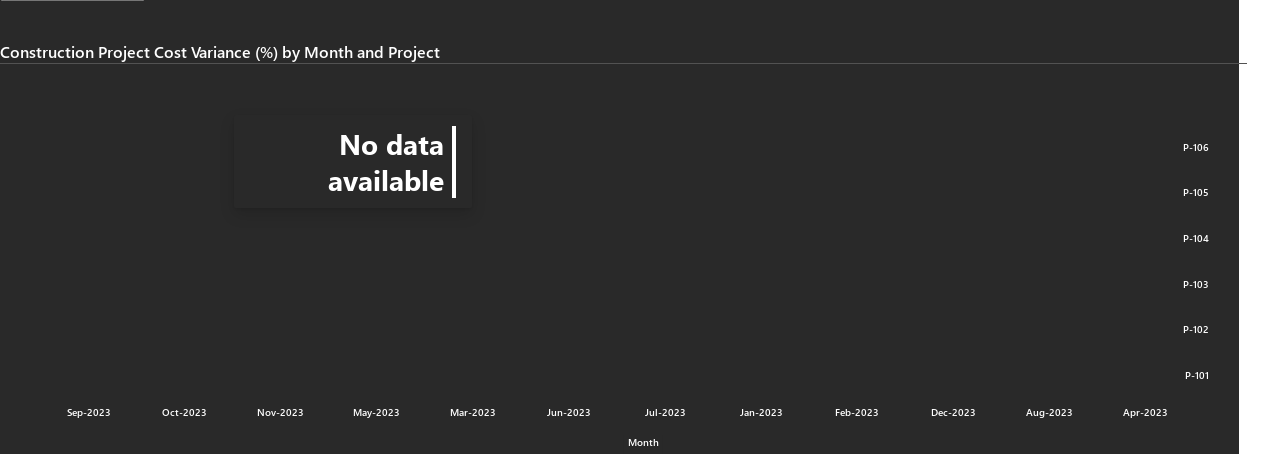 Construction Project Cost Variance (%) by Month and Project
No data
available
P-106
P-105
P-104
P-103
P-102
P-101
Sep-2023 Oct-2023 Nov-2023 May-2023 Mar-2023 Jun-2023 Jul-2023 Jan-2023 Feb-2023 Dec-2023 Aug-2023 Apr-2023
Month